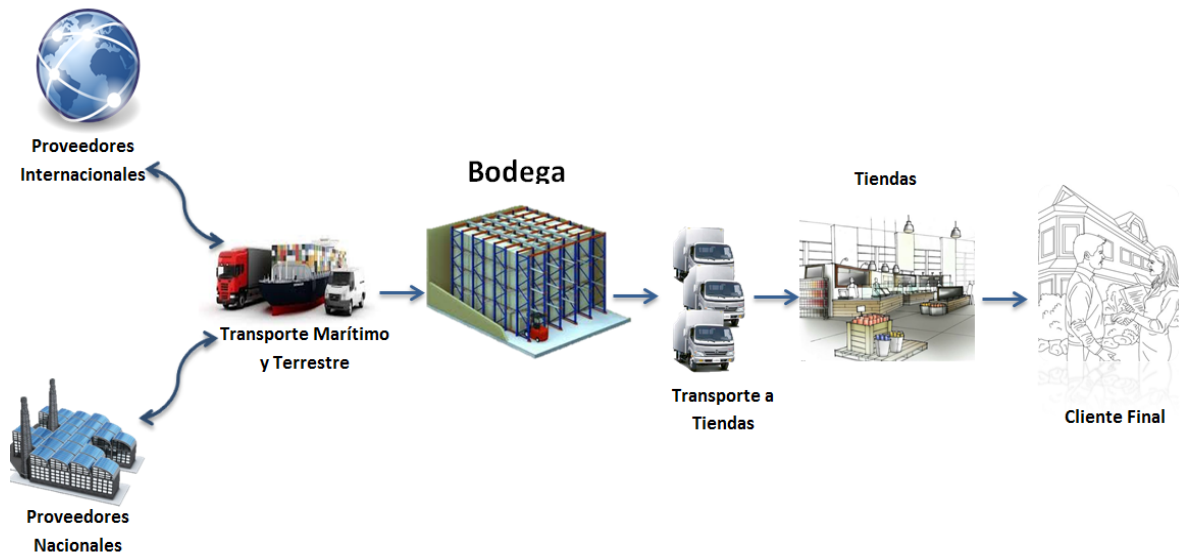 Proveedores
Internacionales
Transporte Marítimo
y Terrestre
Proveedores
Nacionales
Bodega
Transporte a
Tiendas
Tiendas
Cliente Final